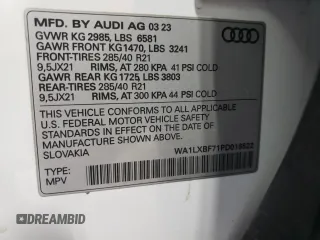 MFD. BY AUDI AG 03 23
GVWR KG 2985, LBS 6581
GAWR FRONT KG1470, LBS 3241
FRONT-TIRES 285/40 R21
9,5JX21 RIMS, AT 280 KPA 41 PSI COLD
GAWR REAR KG 1725, LBS 3803
REAR-TIRES 285/40 R21
9,5JX21 RIMS, AT 300 KPA 44 PSI COLD
THIS VEHICLE CONFORMS TO ALL APPLICABLE
U.S. FEDERAL MOTOR VEHICLE SAFETY
STANDARDS IN EFFECT ON THE DATE OF
MANUFACTURE SHOWN ABOVE
SLOVAKIA
TYPE:
MPV
DREAMBID